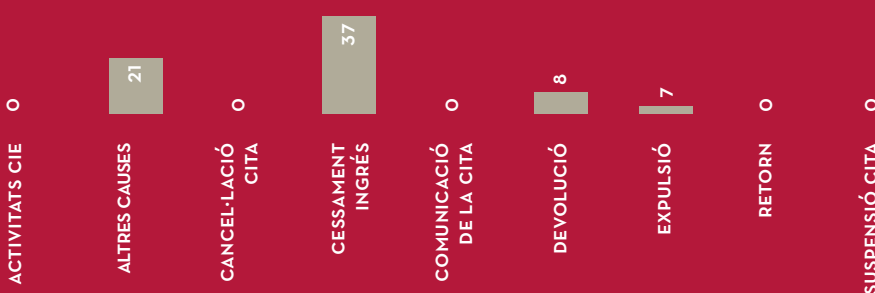 0
ACTIVITATS CIE
21
ALTRES CAUSES
0
CANCEL·LACIÓ
CITA
37
CESSAMENT
INGRÉS
0
COMUNICACIÓ
DE LA CITA
8
DEVOLUCIÓ
7
EXPULSIÓ
0
RETORN
0
SUSPENSIÓ CITA